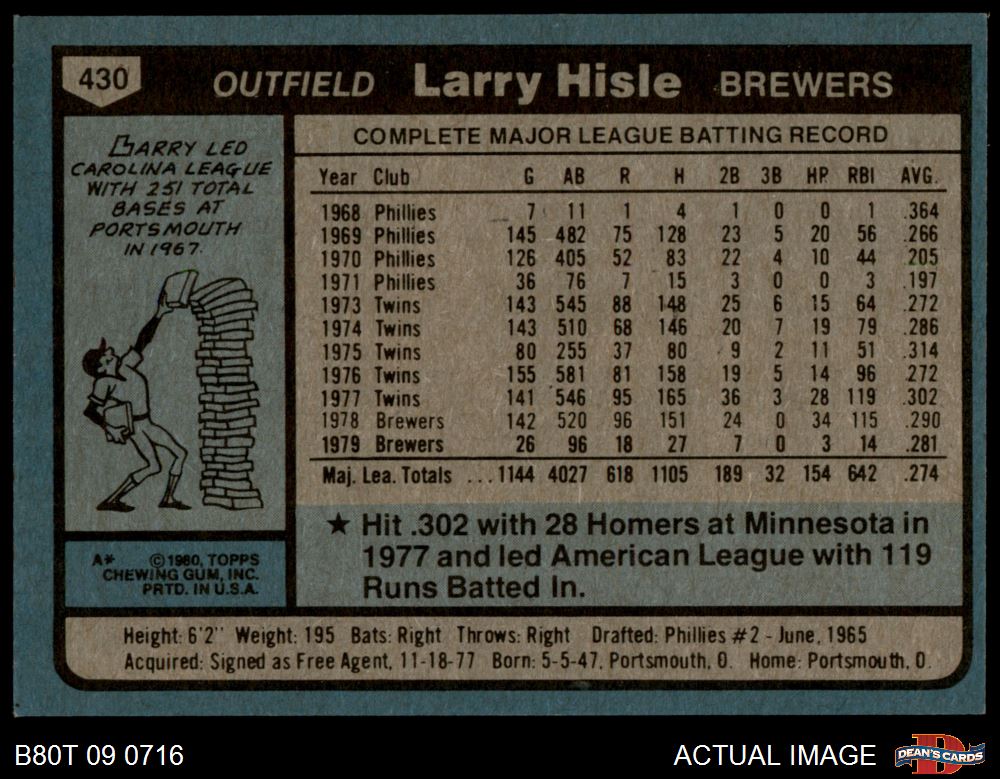 430 OUTFIELD Larry Hisle BREWERS
LARRY LED
CAROLINA LEAGUE
WITH 251 TOTAL
BASES AT
PORTSMOUTH
IN 1967.
A* ©1980, TOPPS
CHEWING GUM, INC.
PRTD. IN U.S.A.
COMPLETE MAJOR LEAGUE BATTING RECORD
Year Club G AB R H 2B 3B HR RBI AVG.
1968 Phillies 7 11 1 4 1 0 0 1 .364
1969 Phillies 145 482 75 128 23 5 20 56 .266
1970 Phillies 126 405 52 83 22 4 10 44 .205
1971 Phillies 36 76 7 15 3 0 0 3 .197
1973 Twins 143 545 88 148 25 6 15 64 .272
1974 Twins 143 510 68 146 20 7 19 79 .286
1975 Twins 80 255 37 80 9 2 11 51 .314
1976 Twins 155 581 81 158 19 5 14 96 .272
1977 Twins 141 546 95 165 36 3 28 119 .302
1978 Brewers 142 520 96 151 24 0 34 115 .290
1979 Brewers 26 96 18 27 7 0 3 14 .281
Maj. Lea. Totals ...1144 4027 618 1105 189 32 154 642 .274
★ Hit .302 with 28 Homers at Minnesota in
1977 and led American League with 119
Runs Batted In.
Height: 6'2" Weight: 195 Bats: Right Throws: Right Drafted: Phillies #2 - June, 1965
Acquired: Signed as Free Agent, 11-18-77 Born: 5-5-47, Portsmouth, O. Home: Portsmouth, O.
B80T 09 0716 ACTUAL IMAGE DEAN'S CARDS